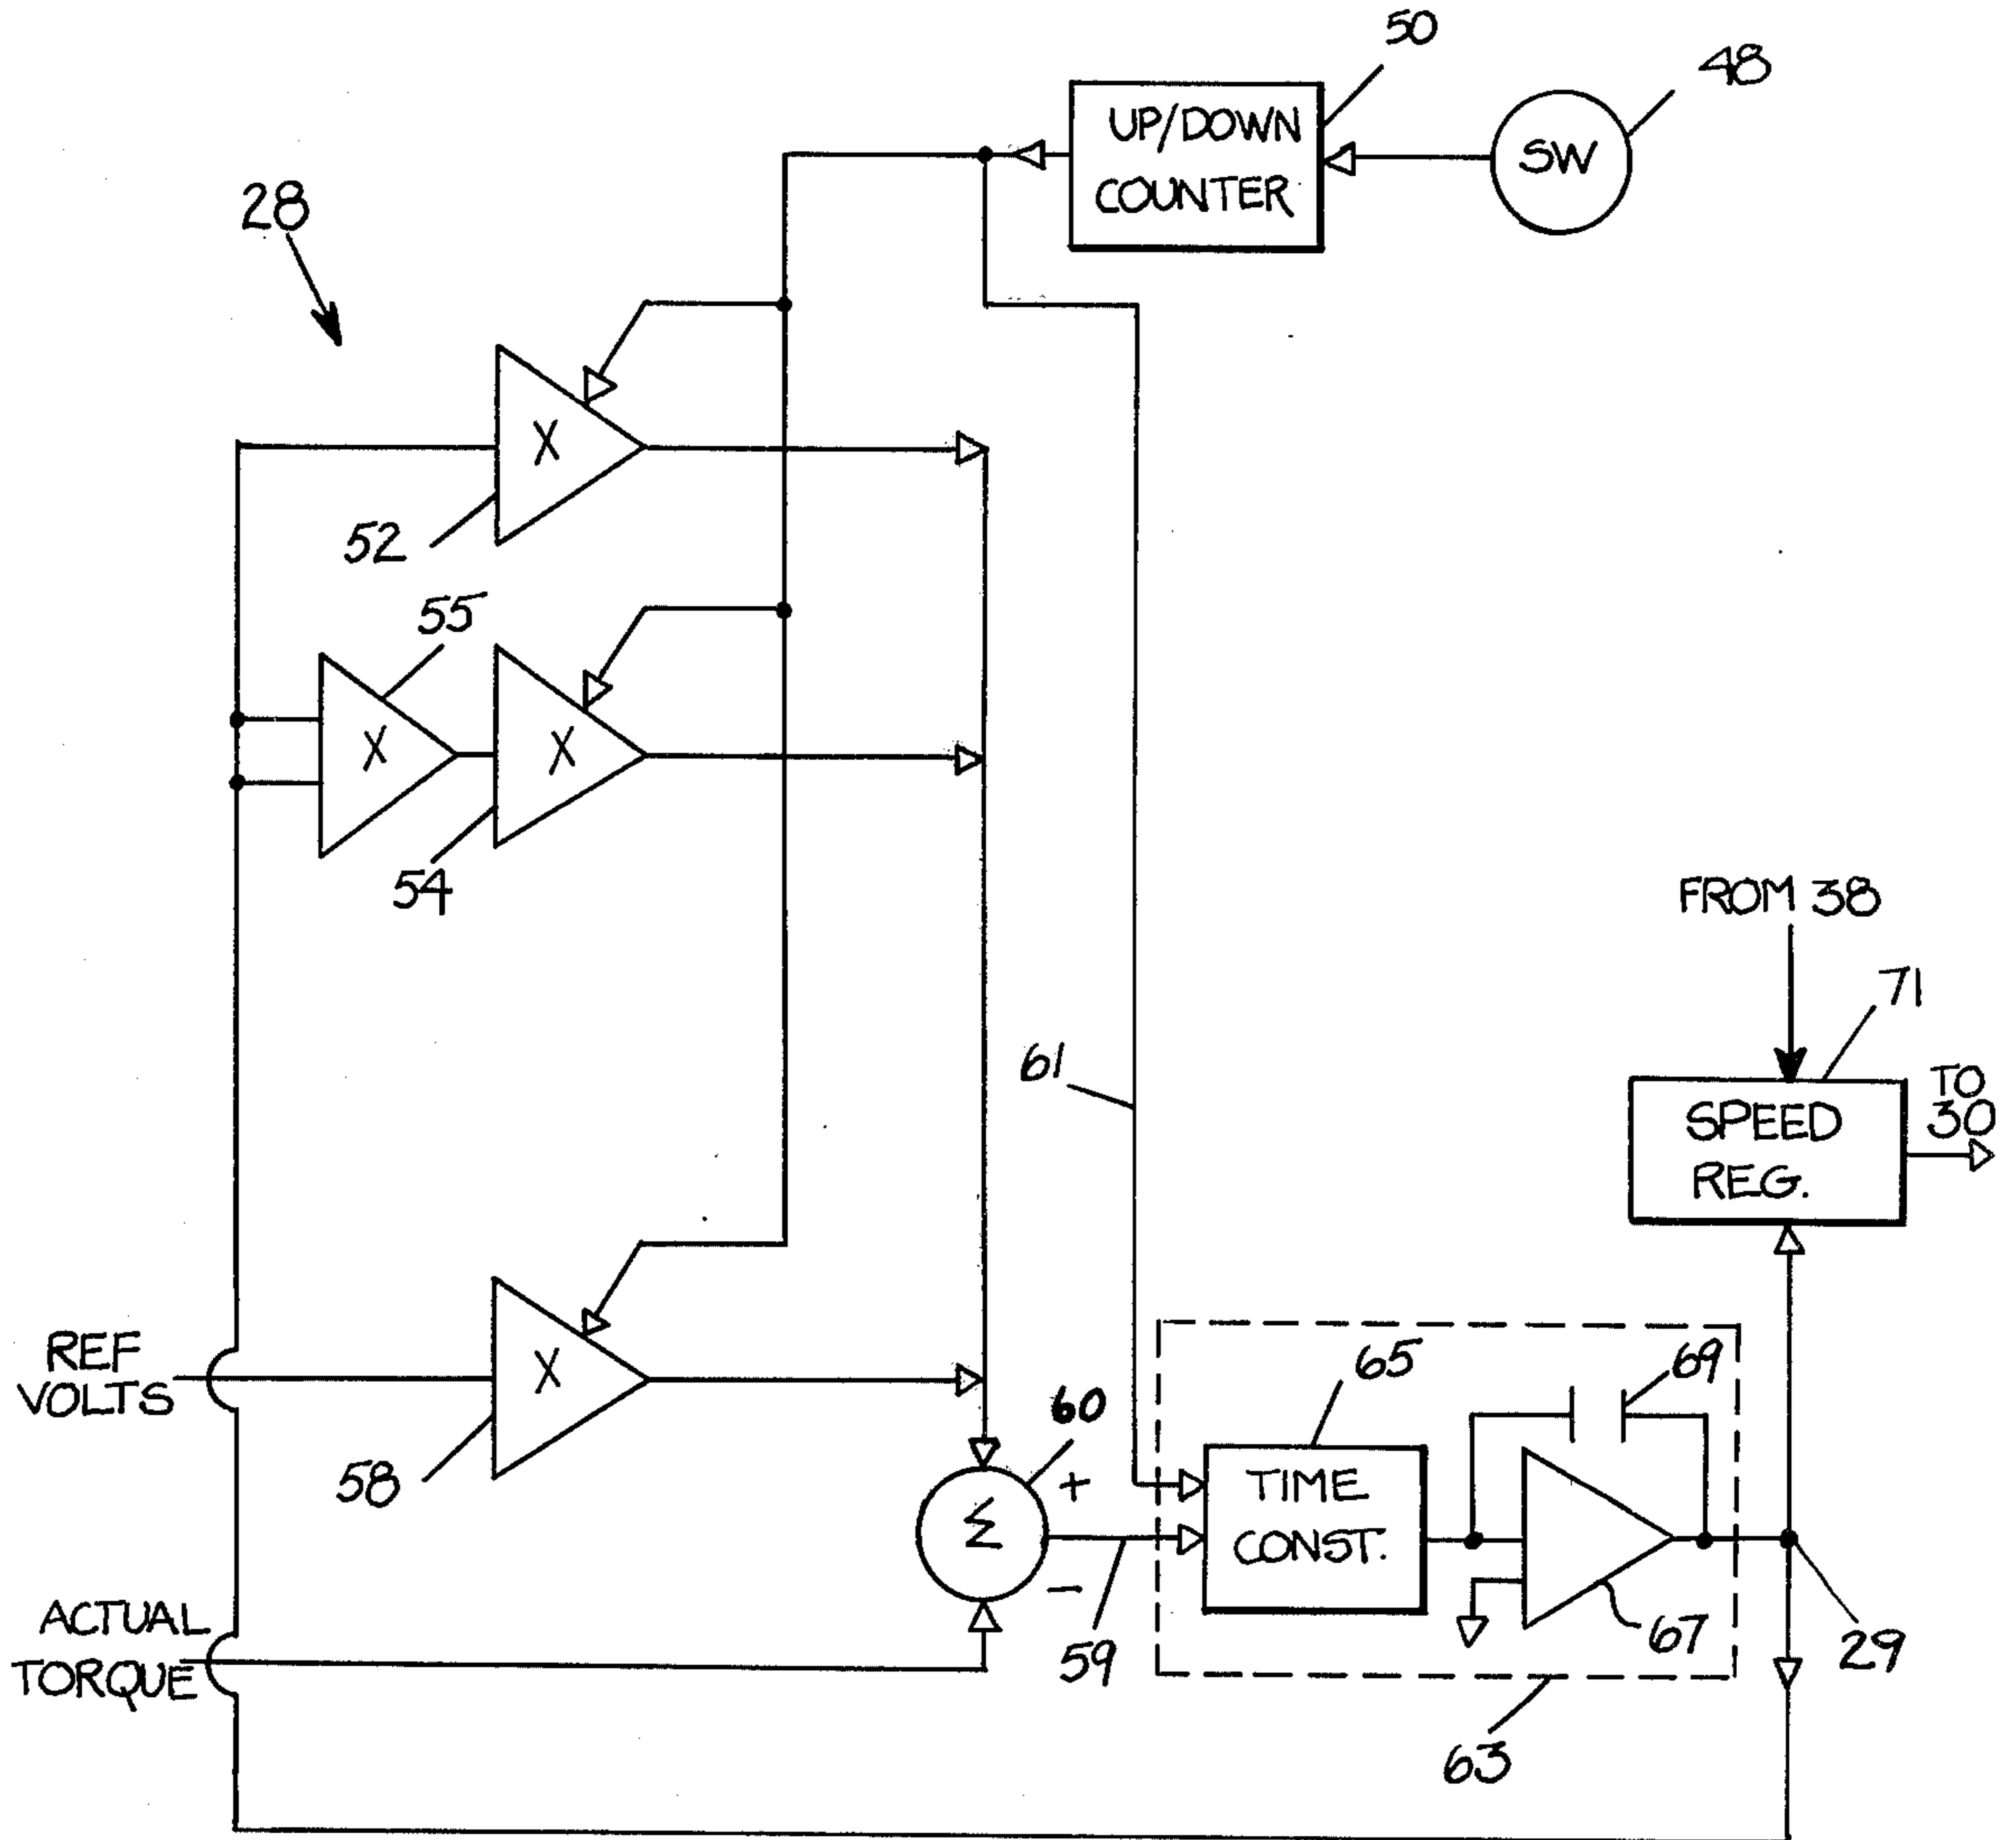 50
48
UP/DOWN
COUNTER
SW
28
X
52
55
X
X
54
FROM 38
71
61
SPEED
REG.
TO
30
REF
VOLTS
X
58
60
+
Σ
-
59
65
69
TIME
CONST.
67
29
63
ACTUAL
TORQUE